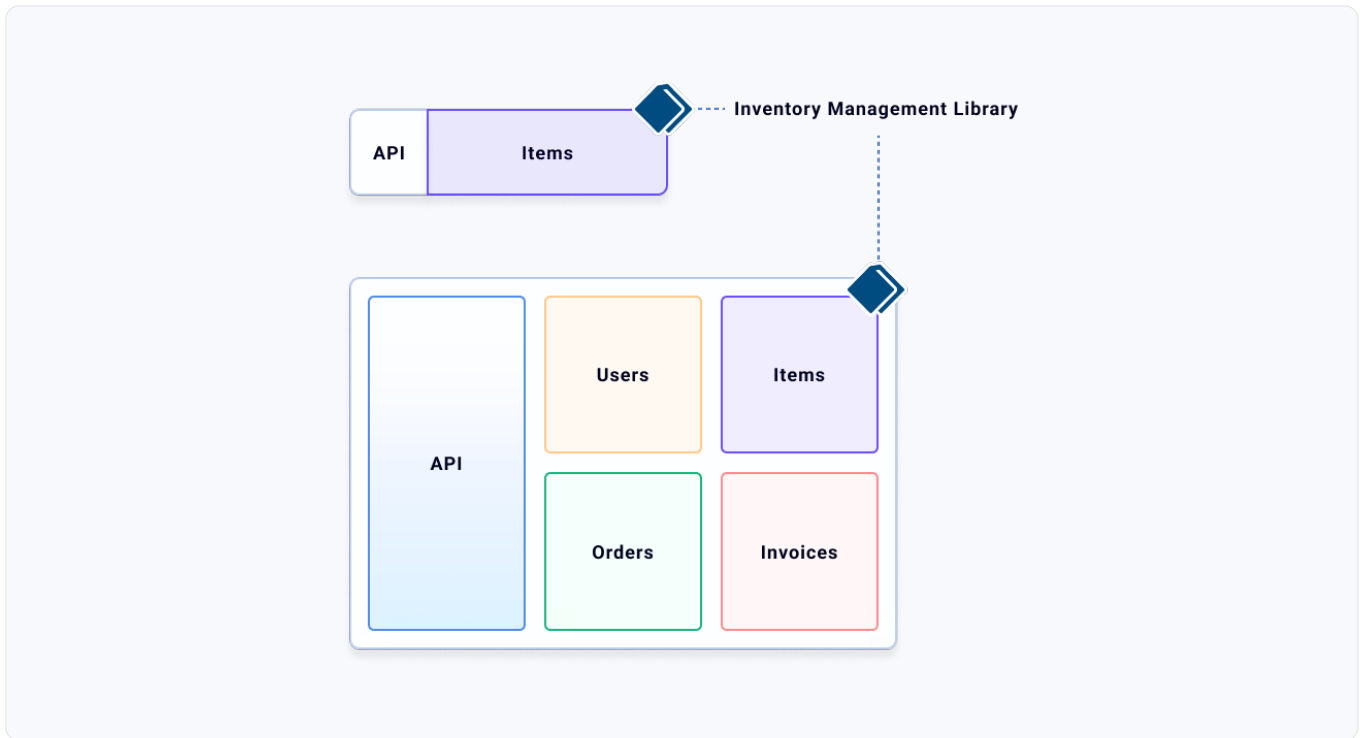 Inventory Management Library
API
Items
Users
Items
API
Orders
Invoices